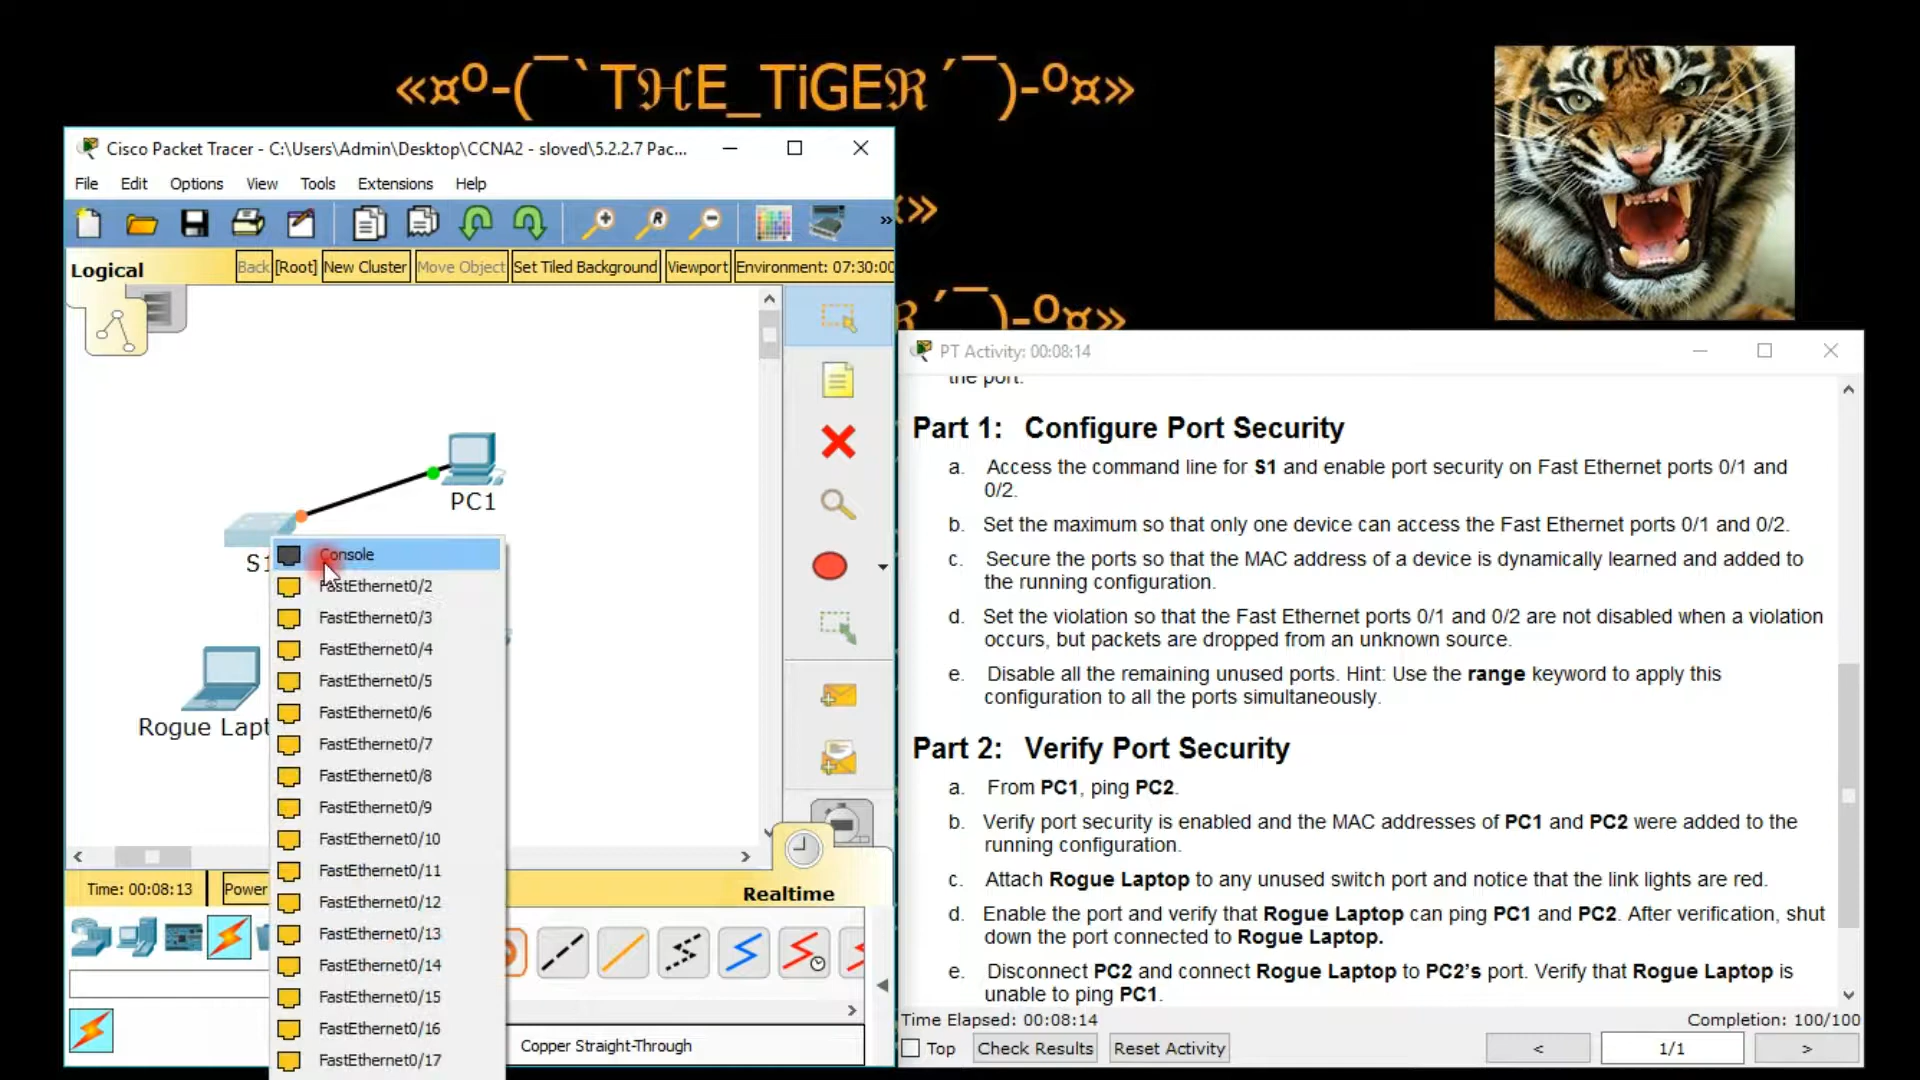 «¤º-(¯`TℋE_TiGEℜ´¯)-º¤»
¤»
ℜ´¯)-º¤»
Cisco Packet Tracer - C:\Users\Admin\Desktop\CCNA2 - sloved\5.2.2.7 Pac...
File Edit Options View Tools Extensions Help
Logical
Back [Root] New Cluster Move Object Set Tiled Background Viewport Environment: 07:30:00
PC1
S1
Rogue Lapt
Console
FastEthernet0/2
FastEthernet0/3
FastEthernet0/4
FastEthernet0/5
FastEthernet0/6
FastEthernet0/7
FastEthernet0/8
FastEthernet0/9
FastEthernet0/10
FastEthernet0/11
FastEthernet0/12
FastEthernet0/13
FastEthernet0/14
FastEthernet0/15
FastEthernet0/16
FastEthernet0/17
Time: 00:08:13 Power
Realtime
Copper Straight-Through
PT Activity: 00:08:14
the port.
Part 1: Configure Port Security
a. Access the command line for S1 and enable port security on Fast Ethernet ports 0/1 and
0/2.
b. Set the maximum so that only one device can access the Fast Ethernet ports 0/1 and 0/2.
c. Secure the ports so that the MAC address of a device is dynamically learned and added to
the running configuration.
d. Set the violation so that the Fast Ethernet ports 0/1 and 0/2 are not disabled when a violation
occurs, but packets are dropped from an unknown source.
e. Disable all the remaining unused ports. Hint: Use the range keyword to apply this
configuration to all the ports simultaneously.
Part 2: Verify Port Security
a. From PC1, ping PC2.
b. Verify port security is enabled and the MAC addresses of PC1 and PC2 were added to the
running configuration.
c. Attach Rogue Laptop to any unused switch port and notice that the link lights are red.
d. Enable the port and verify that Rogue Laptop can ping PC1 and PC2. After verification, shut
down the port connected to Rogue Laptop.
e. Disconnect PC2 and connect Rogue Laptop to PC2’s port. Verify that Rogue Laptop is
unable to ping PC1.
Time Elapsed: 00:08:14 Completion: 100/100
Top Check Results Reset Activity < 1/1 >